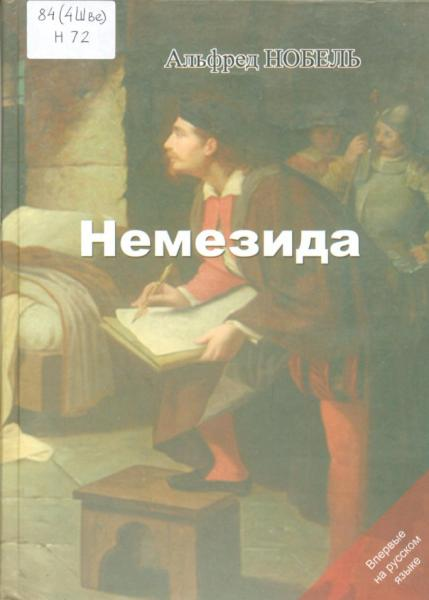 84(4Шве)
Н 72
Альфред НОБЕЛЬ
Немезида
Впервые
на русском
языке